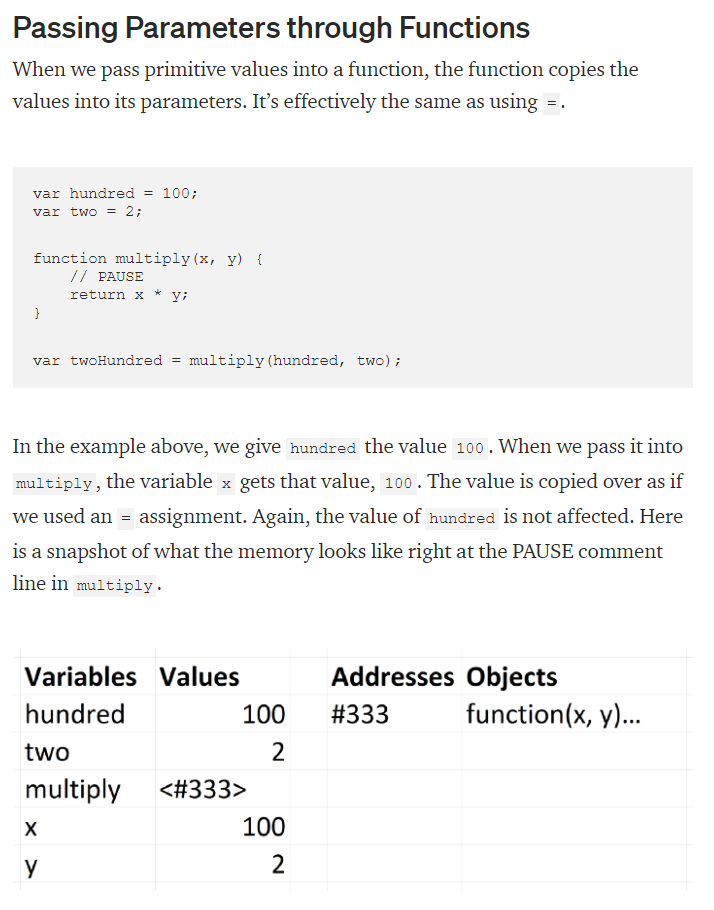 Passing Parameters through Functions
When we pass primitive values into a function, the function copies the
values into its parameters. It’s effectively the same as using = .
var hundred = 100;
var two = 2;
function multiply(x, y) {
    // PAUSE
    return x * y;
}
var twoHundred = multiply(hundred, two);
In the example above, we give hundred the value 100 . When we pass it into
multiply , the variable x gets that value, 100 . The value is copied over as if
we used an = assignment. Again, the value of hundred is not affected. Here
is a snapshot of what the memory looks like right at the PAUSE comment
line in multiply .
Variables Values Addresses Objects
hundred 100 #333 function(x, y)...
two 2
multiply <#333>
x 100
y 2